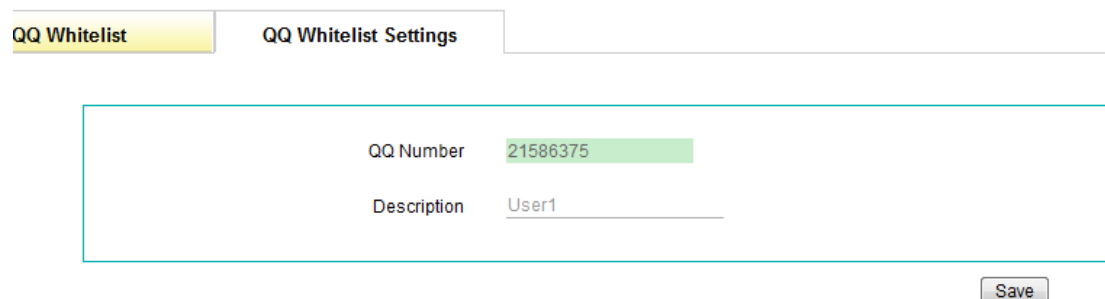 QQ Whitelist QQ Whitelist Settings
QQ Number 21586375
Description User1
Save